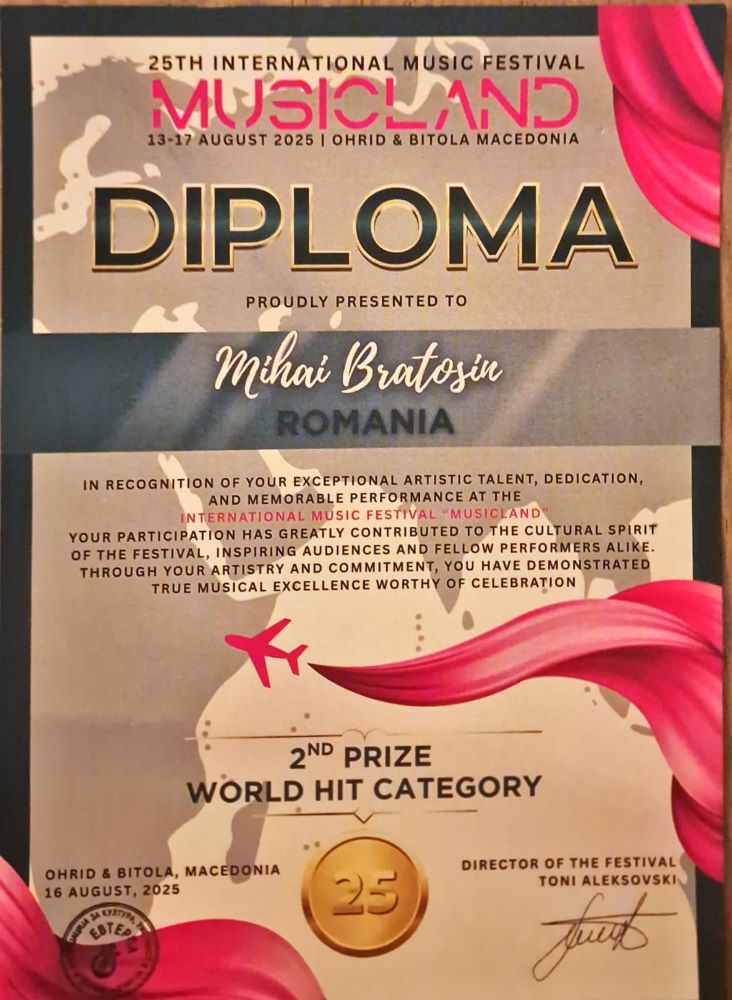 25TH INTERNATIONAL MUSIC FESTIVAL
MUSICLAND
13-17 AUGUST 2025 | OHRID & BITOLA MACEDONIA
DIPLOMA
PROUDLY PRESENTED TO
Mihai Bratosin
ROMANIA
IN RECOGNITION OF YOUR EXCEPTIONAL ARTISTIC TALENT, DEDICATION,
AND MEMORABLE PERFORMANCE AT THE
INTERNATIONAL MUSIC FESTIVAL "MUSICLAND"
YOUR PARTICIPATION HAS GREATLY CONTRIBUTED TO THE CULTURAL SPIRIT
OF THE FESTIVAL, INSPIRING AUDIENCES AND FELLOW PERFORMERS ALIKE.
THROUGH YOUR ARTISTRY AND COMMITMENT, YOU HAVE DEMONSTRATED
TRUE MUSICAL EXCELLENCE WORTHY OF CELEBRATION
2ND PRIZE
WORLD HIT CATEGORY
25
OHRID & BITOLA, MACEDONIA
16 AUGUST, 2025
DIRECTOR OF THE FESTIVAL
TONI ALEKSOVSKI
ЗА КУЛТУРА,